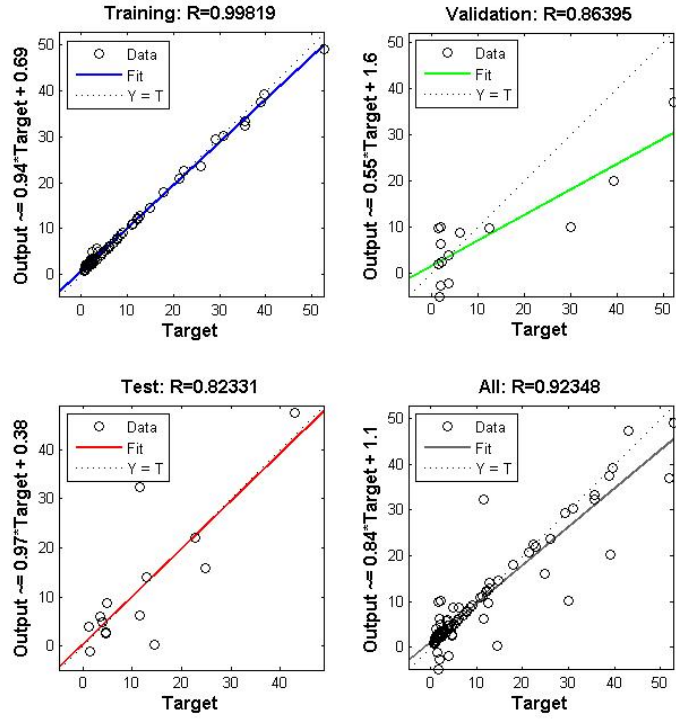 Training: R=0.99819
Output ~= 0.94*Target + 0.69
Data
Fit
Y = T
50
40
30
20
10
0
0 10 20 30 40 50
Target
Validation: R=0.86395
Output ~= 0.55*Target + 1.6
Data
Fit
Y = T
50
40
30
20
10
0
0 10 20 30 40 50
Target
Test: R=0.82331
Output ~= 0.97*Target + 0.38
Data
Fit
Y = T
40
30
20
10
0
0 10 20 30 40
Target
All: R=0.92348
Output ~= 0.84*Target + 1.1
Data
Fit
Y = T
50
40
30
20
10
0
0 10 20 30 40 50
Target